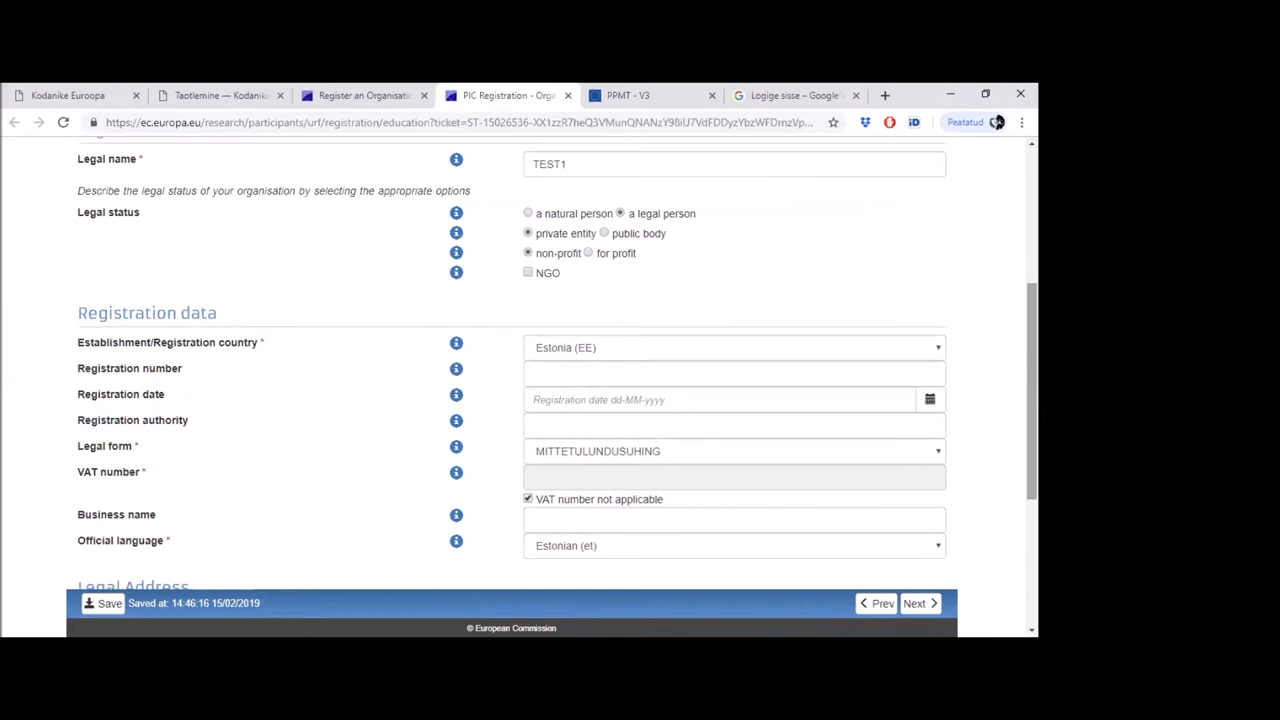 Kodanike Euroopa
Taotlemine — Kodanik
Register an Organisatio
PIC Registration - Orga
PPMT - V3
Logige sisse – Google'
https://ec.europa.eu/research/participants/urf/registration/education?ticket=ST-15026536-XX1zzR7heQ3VMunQNANzY98iU7VdFDDyzYbzWFDrnzVp...
Peatatud
Legal name *
TEST1
Describe the legal status of your organisation by selecting the appropriate options
Legal status
a natural person a legal person
private entity public body
non-profit for profit
NGO
Registration data
Establishment/Registration country *
Estonia (EE)
Registration number
Registration date
Registration date dd-MM-yyyy
Registration authority
Legal form *
MITTETULUNDUSUHING
VAT number *
VAT number not applicable
Business name
Official language *
Estonian (et)
Legal Address
Save Saved at: 14:46:16 15/02/2019
Prev Next
© European Commission